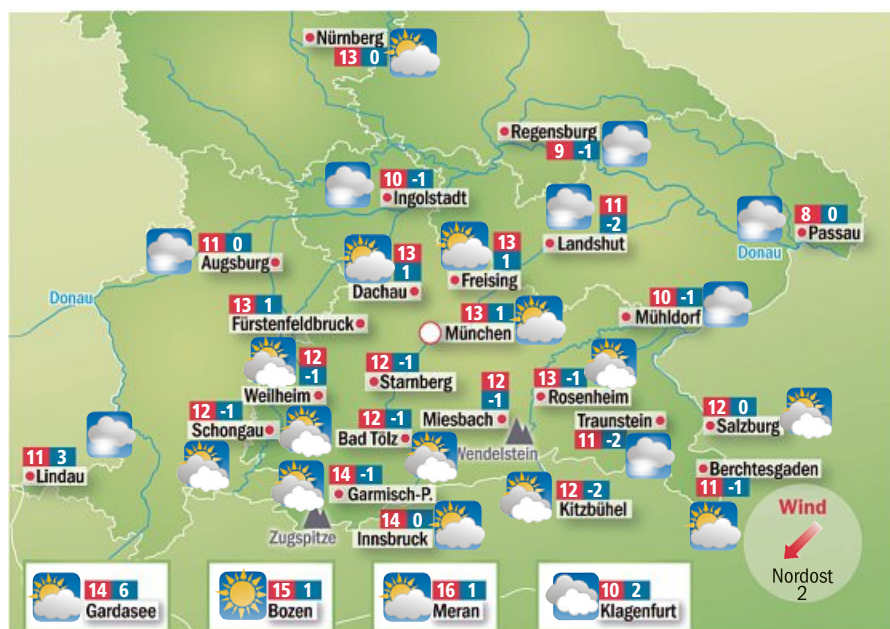 Nürnberg
13 0
Regensburg
9 -1
10 -1
Ingolstadt
11
-2
Landshut
8 0
Passau
Donau
11 0
Augsburg
13
1
Dachau
13
1
Freising
Donau
13 1
Fürstenfeldbruck
13 1
München
10 -1
Mühldorf
12
-1
Weilheim
12 -1
Starnberg
12
-1
Miesbach
13 -1
Rosenheim
12 -1
Schongau
12 -1
Bad Tölz
Wendelstein
Traunstein
11 -2
12 0
Salzburg
11 3
Lindau
14 -1
Garmisch-P.
Zugspitze
14 0
Innsbruck
12 -2
Kitzbühel
Berchtesgaden
11 -1
Wind
Nordost
2
14 6
Gardasee
15 1
Bozen
16 1
Meran
10 2
Klagenfurt